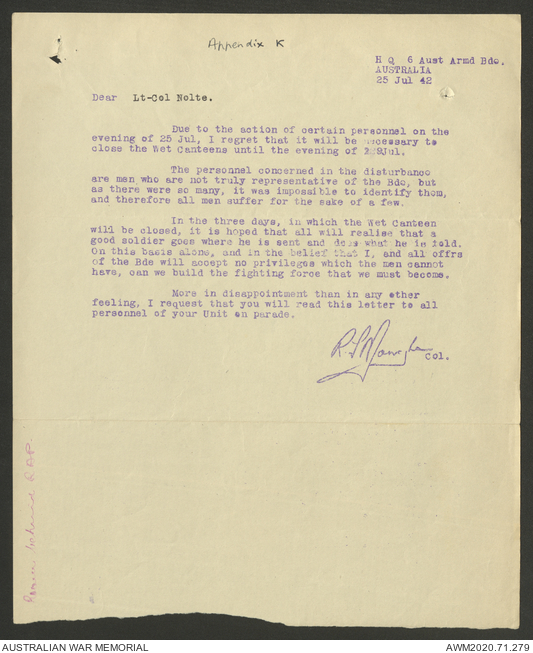 Appendix K
H Q 6 Aust Armd Bde.
AUSTRALIA
25 Jul 42
Dear Lt-Col Nolte.
Due to the action of certain personnel on the
evening of 25 Jul, I regret that it will be necessary to
close the Wet Canteens until the evening of 28Jul.
The personnel concerned in the disturbance
are men who are not truly representative of the Bde, but
as there were so many, it was impossible to identify them,
and therefore all men suffer for the sake of a few.
In the three days, in which the Wet Canteen
will be closed, it is hoped that all will realise that a
good soldier goes where he is sent and does what he is told.
On this basis alone, and in the belief that I, and all offrs
of the Bde will accept no privileges which the men cannot
have, can we build the fighting force that we must become.
More in disappointment than in any other
feeling, I request that you will read this letter to all
personnel of your Unit on parade.
Col.
AUSTRALIAN WAR MEMORIAL
AWM2020.71.279